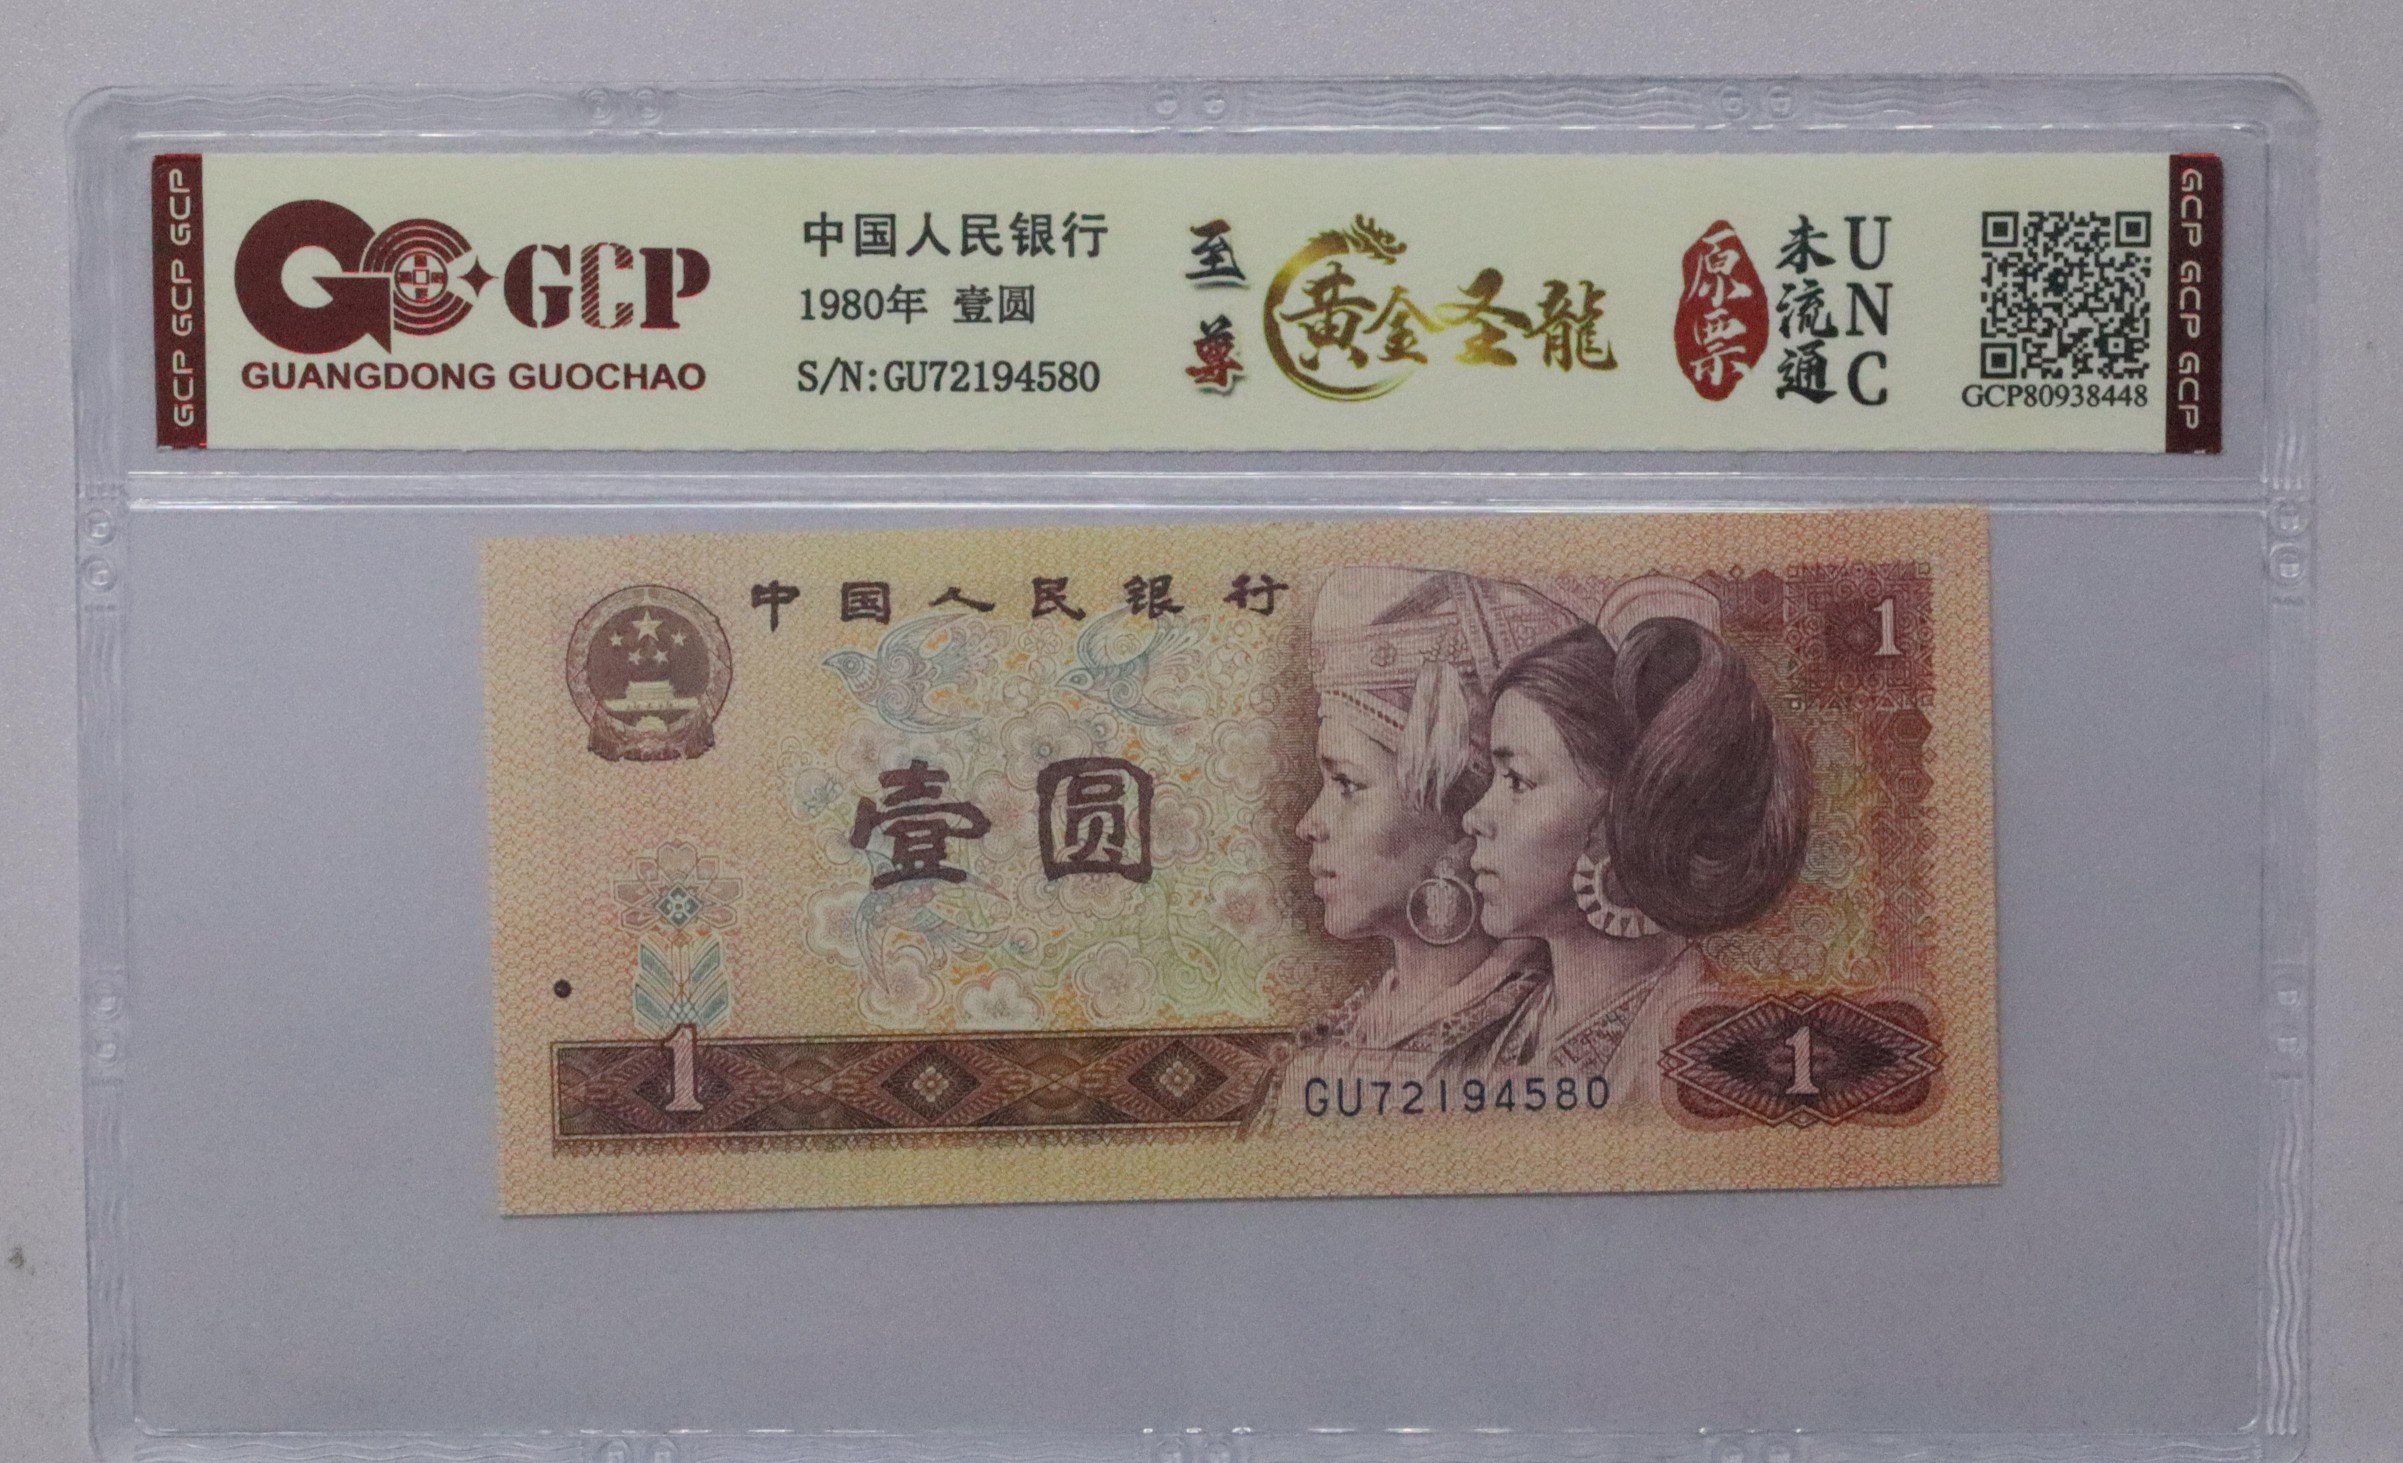 GCP GCP GCP GCP
GCP
GUANGDONG GUOCHAO
中国人民银行
1980年 壹圆
S/N:GU72194580
至尊
黄金圣龍
原票
未流通
UNC
GCP80938448
GCP GCP GCP GCP
中国人民银行
1
壹圆
1
GU72194580
1